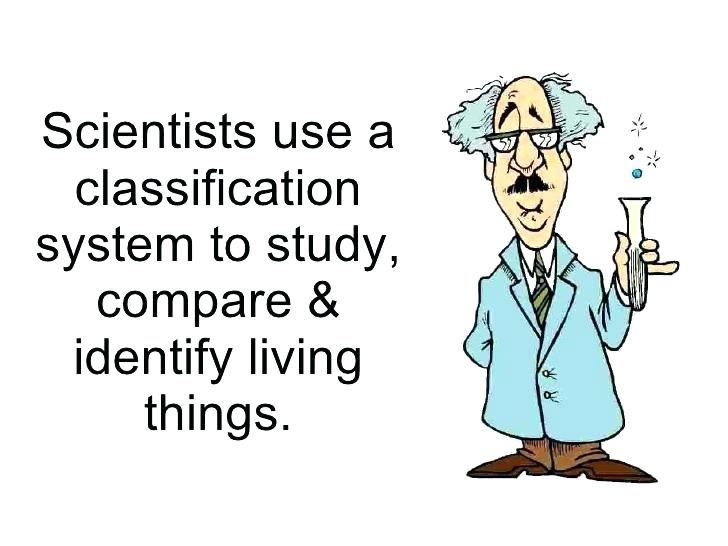 Scientists use a
classification
system to study,
compare &
identify living
things.